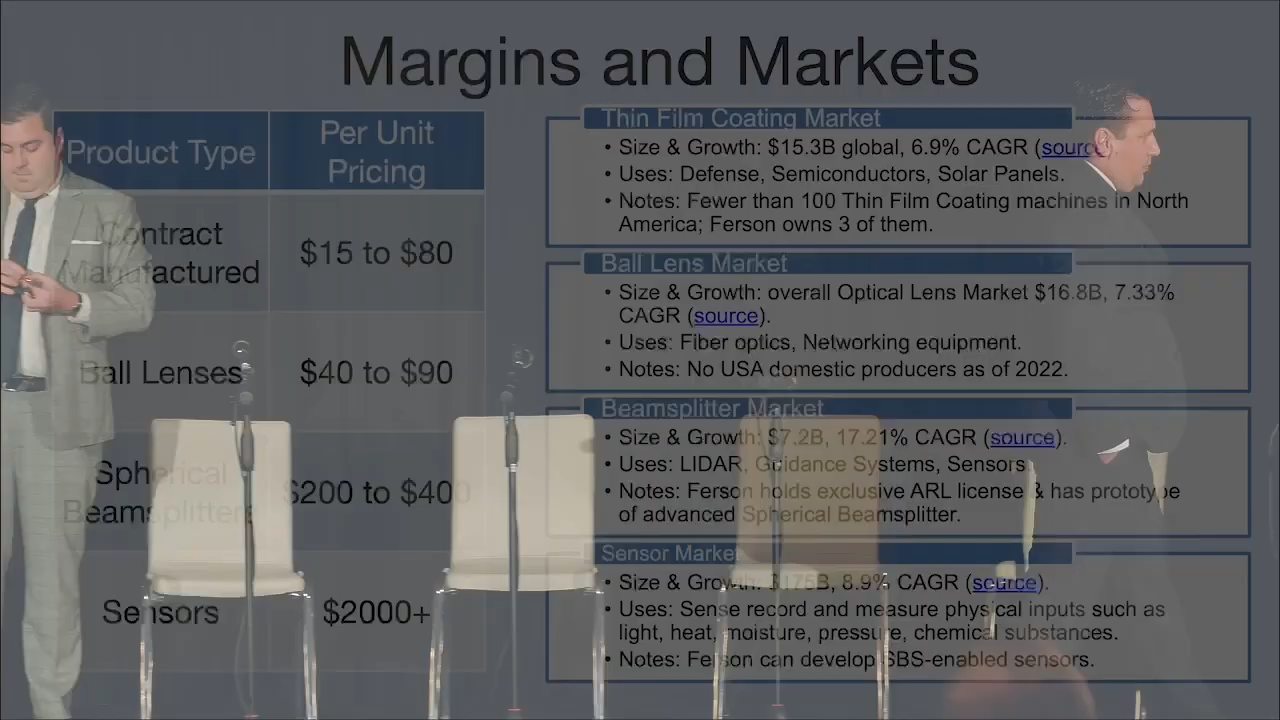 Margins and Markets
Product Type
Per Unit
Pricing
Contract
Manufactured
$15 to $80
Ball Lenses
$40 to $90
Spherical
Beamsplitters
$200 to $400
Sensors
$2000+
Thin Film Coating Market
• Size & Growth: $15.3B global, 6.9% CAGR (sourc
• Uses: Defense, Semiconductors, Solar Panels.
• Notes: Fewer than 100 Thin Film Coating machines in North
America; Ferson owns 3 of them.
Ball Lens Market
• Size & Growth: overall Optical Lens Market $16.8B, 7.33%
CAGR (source).
• Uses: Fiber optics, Networking equipment.
• Notes: No USA domestic producers as of 2022.
Beamsplitter Market
• Size & Growth: $7.2B, 17.21% CAGR (source).
• Uses: LIDAR, Guidance Systems, Sensors
• Notes: Ferson holds exclusive ARL license & has prototype
of advanced Spherical Beamsplitter.
Sensor Market
• Size & Growth: $175B, 8.9% CAGR (source).
• Uses: Sense record and measure physical inputs such as
light, heat, moisture, pressure, chemical substances.
• Notes: Ferson can develop SBS-enabled sensors.